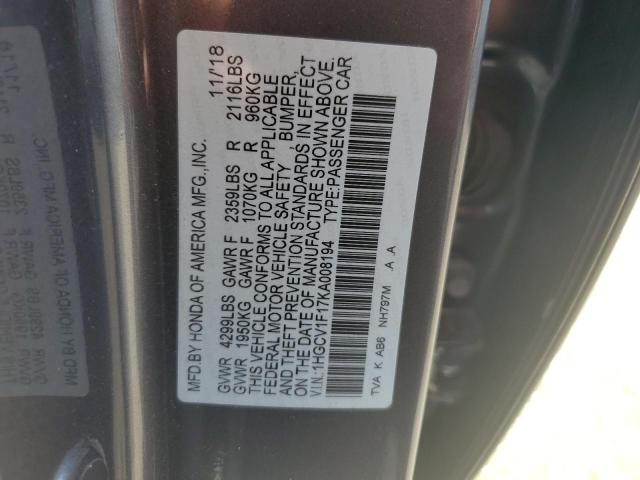 MFD.BY HONDA OF AMERICA MFG.,INC. 11/18
GVWR 4299LBS GAWR F 2359LBS R 2116LBS
GVWR 1950KG GAWR F 1070KG R 960KG
THIS VEHICLE CONFORMS TO ALL APPLICABLE
FEDERAL MOTOR VEHICLE SAFETY, BUMPER,
AND THEFT PREVENTION STANDARDS IN EFFECT
ON THE DATE OF MANUFACTURE SHOWN ABOVE.
V.I.N.:1HGCV1F17KA008194 TYPE:PASSENGER CAR
TVA K AB6 NH797M .A .A